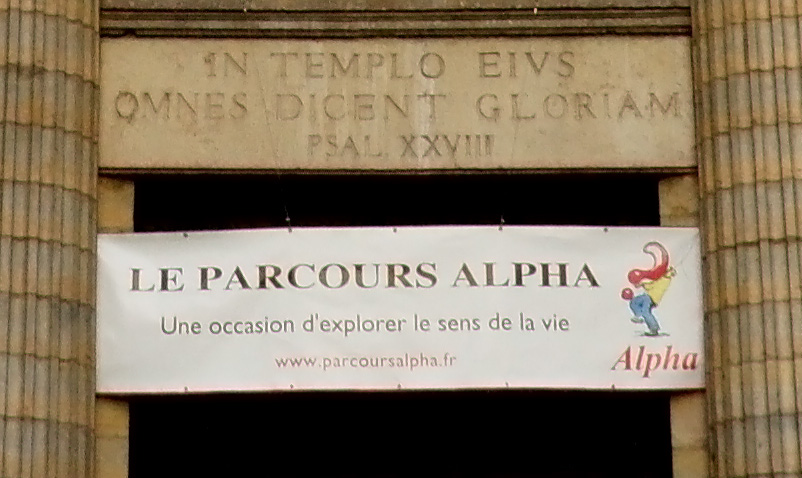 IN TEMPLO EIVS
OMNES DICENT GLORIAM
PSAL. XXVIII
LE PARCOURS ALPHA
Une occasion d'explorer le sens de la vie
www.parcoursalpha.fr
Alpha